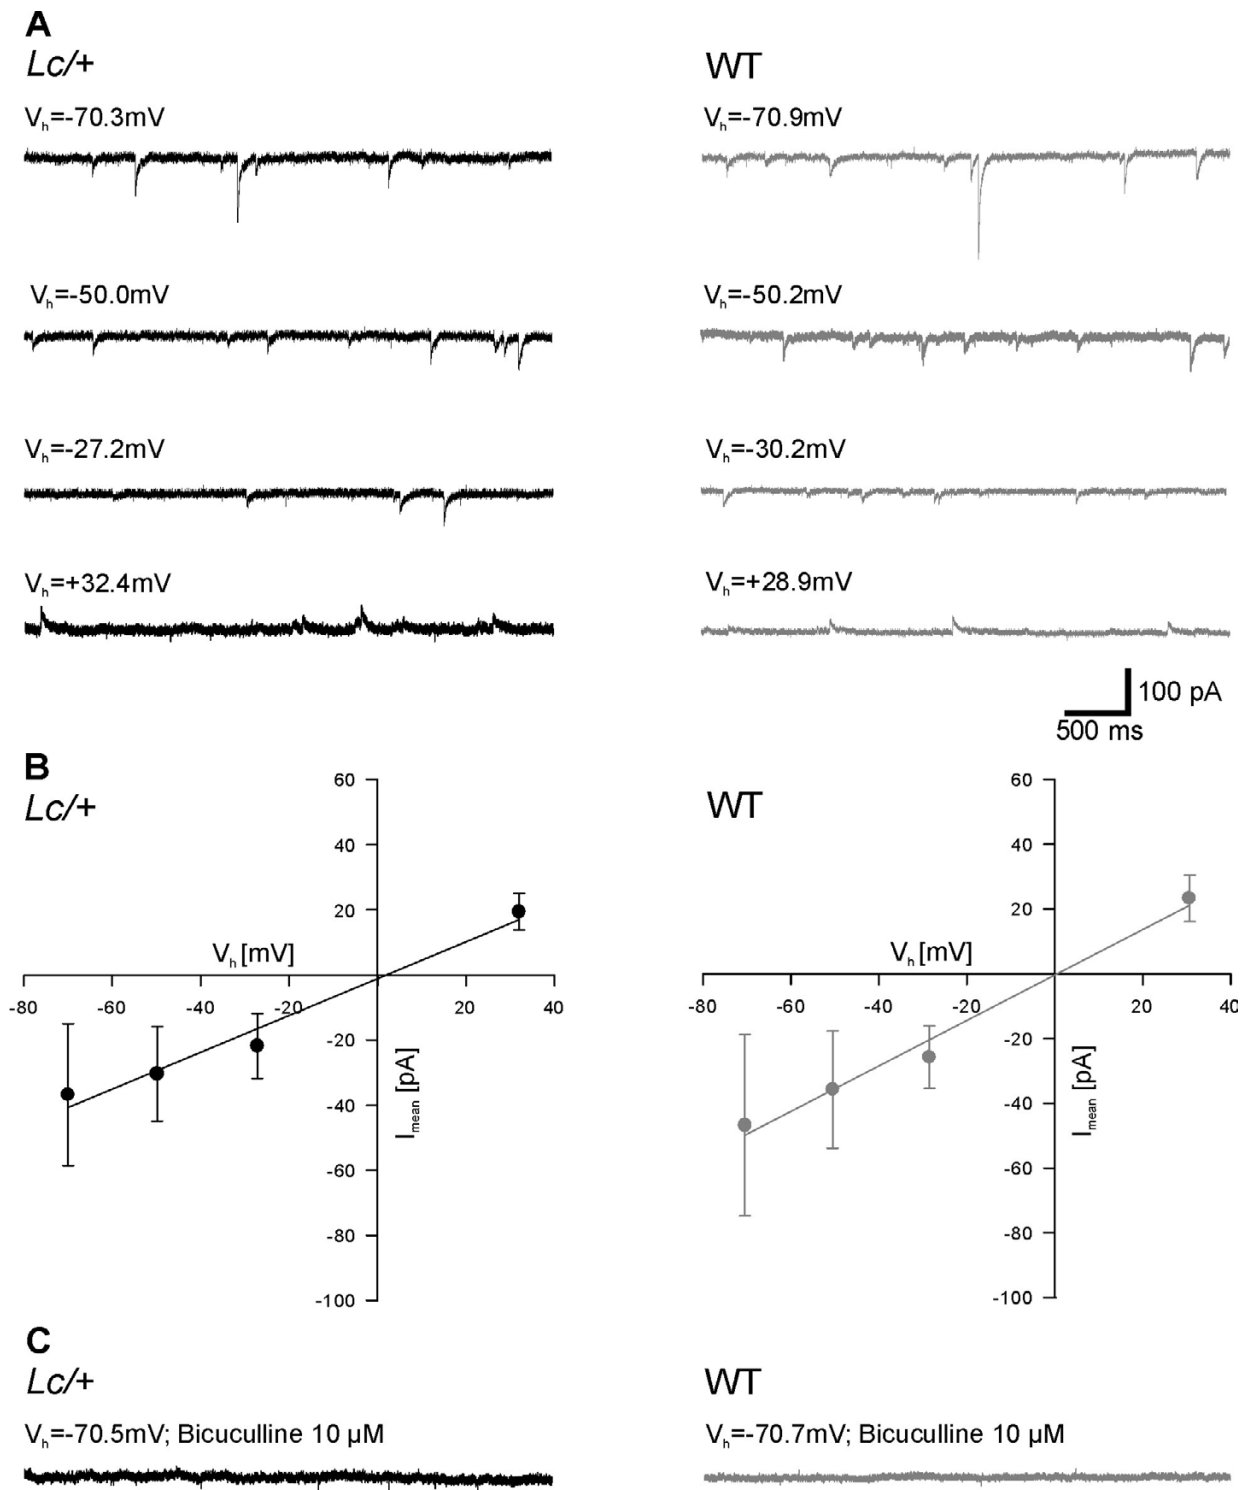 A
Lc/+ WT
Vₕ=-70.3mV Vₕ=-70.9mV
Vₕ=-50.0mV Vₕ=-50.2mV
Vₕ=-27.2mV Vₕ=-30.2mV
Vₕ=+32.4mV Vₕ=+28.9mV
100 pA
500 ms
B
Lc/+ WT
60 60
40 40
20 20
Vₕ [mV] Vₕ [mV]
-80 -60 -40 -20 20 40 -80 -60 -40 -20 20 40
-20 -20
-40 -40
-60 -60
-80 -80
-100 -100
Imean [pA] Imean [pA]
C
Lc/+ WT
Vₕ=-70.5mV; Bicuculline 10 µM Vₕ=-70.7mV; Bicuculline 10 µM